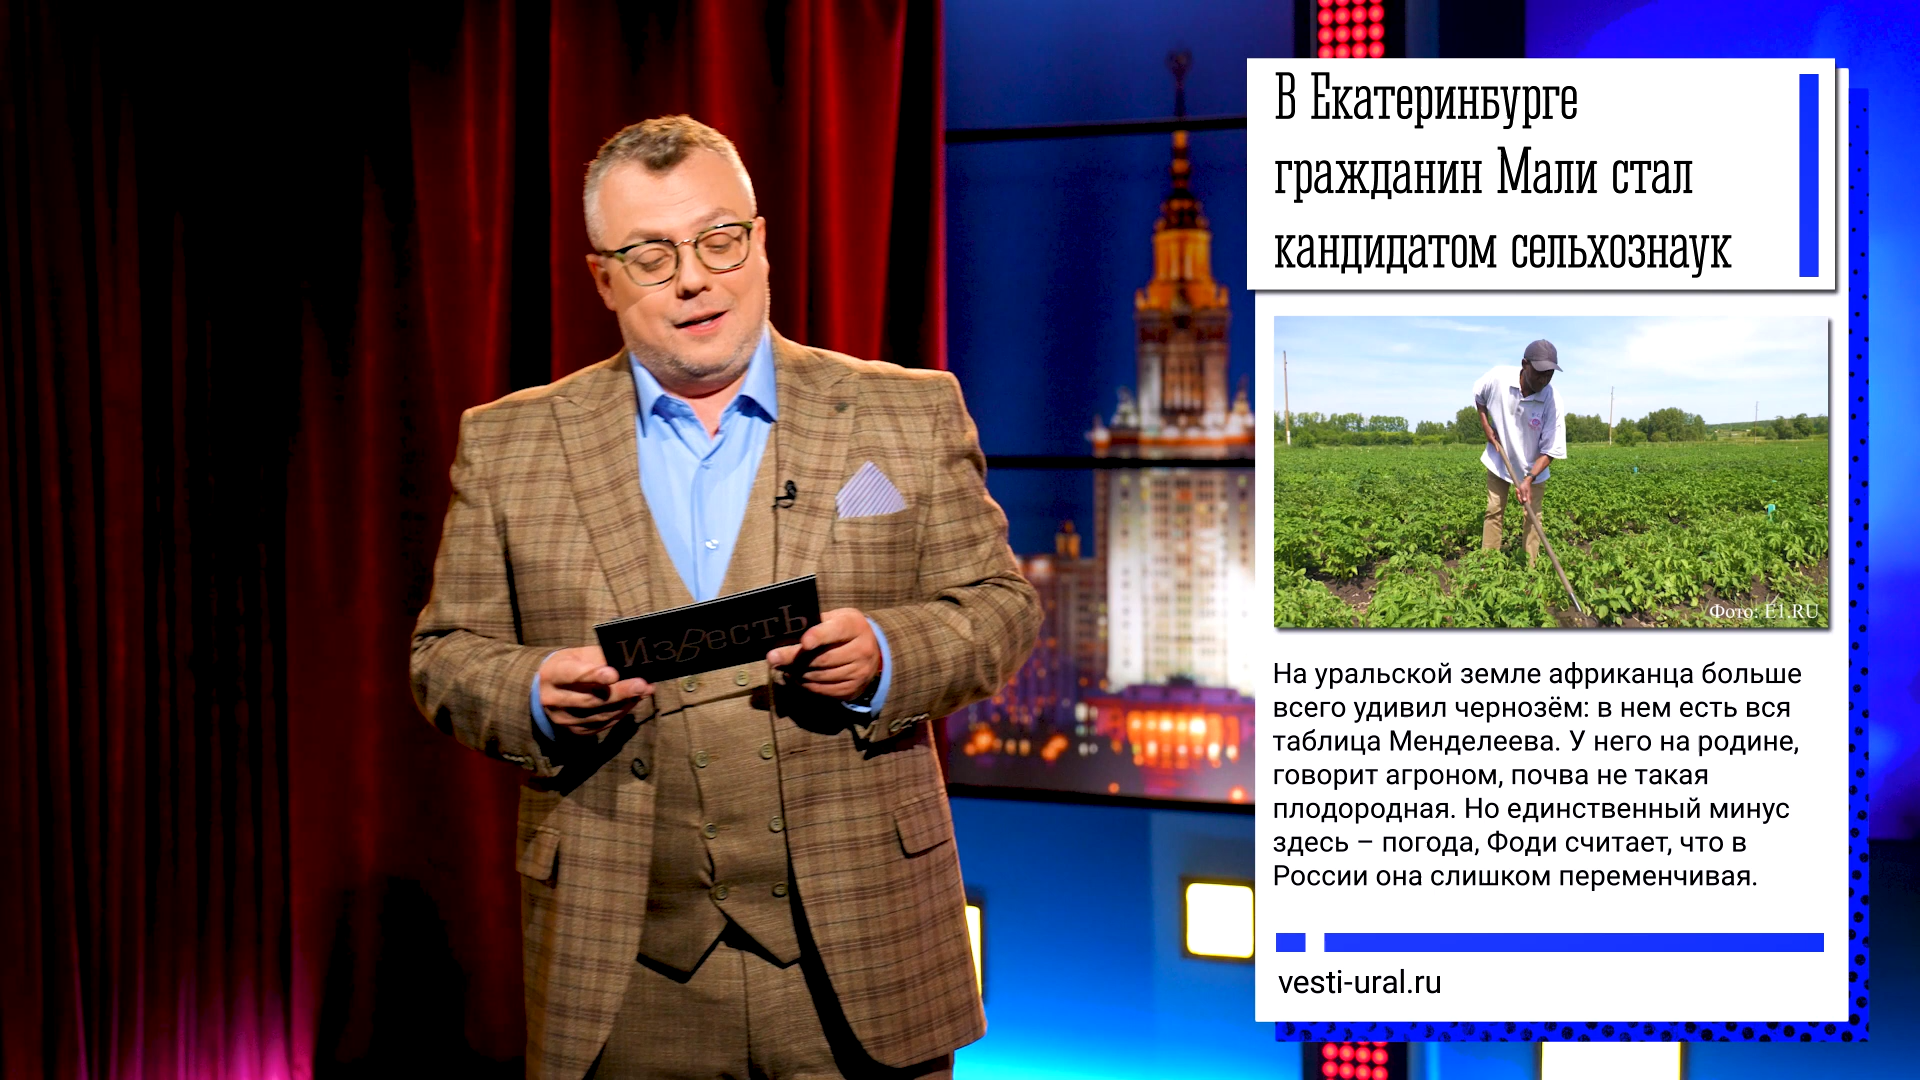 В Екатеринбурге
гражданин Мали стал
кандидатом сельхознаук
Фото: E1.RU
На уральской земле африканца больше
всего удивил чернозём: в нем есть вся
таблица Менделеева. У него на родине,
говорит агроном, почва не такая
плодородная. Но единственный минус
здесь – погода, Фоди считает, что в
России она слишком переменчивая.
vesti-ural.ru
ИзВестЬ